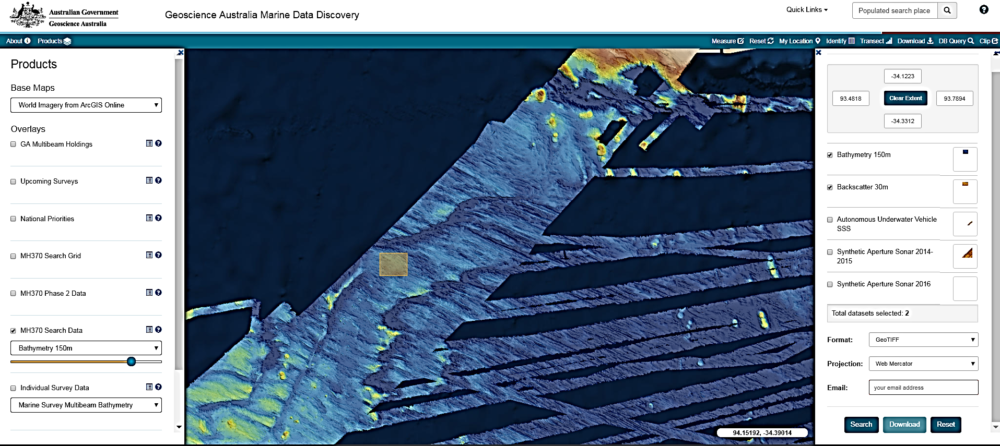 Australian Government
Geoscience Australia
Geoscience Australia Marine Data Discovery
Quick Links
Populated search place
About
Products
Measure
Reset
My Location
Identify
Transect
Download
DB Query
Clip
Products
Base Maps
World Imagery from ArcGIS Online
Overlays
GA Multibeam Holdings
Upcoming Surveys
National Priorities
MH370 Search Grid
MH370 Phase 2 Data
MH370 Search Data
Bathymetry 150m
Individual Survey Data
Marine Survey Multibeam Bathymetry
94.15192, -34.39014
-34.1223
93.4818
Clear Extent
93.7894
-34.3312
Bathymetry 150m
Backscatter 30m
Autonomous Underwater Vehicle
SSS
Synthetic Aperture Sonar 2014-
2015
Synthetic Aperture Sonar 2016
Total datasets selected: 2
Format:
GeoTIFF
Projection:
Web Mercator
Email:
your email address
Search
Download
Reset